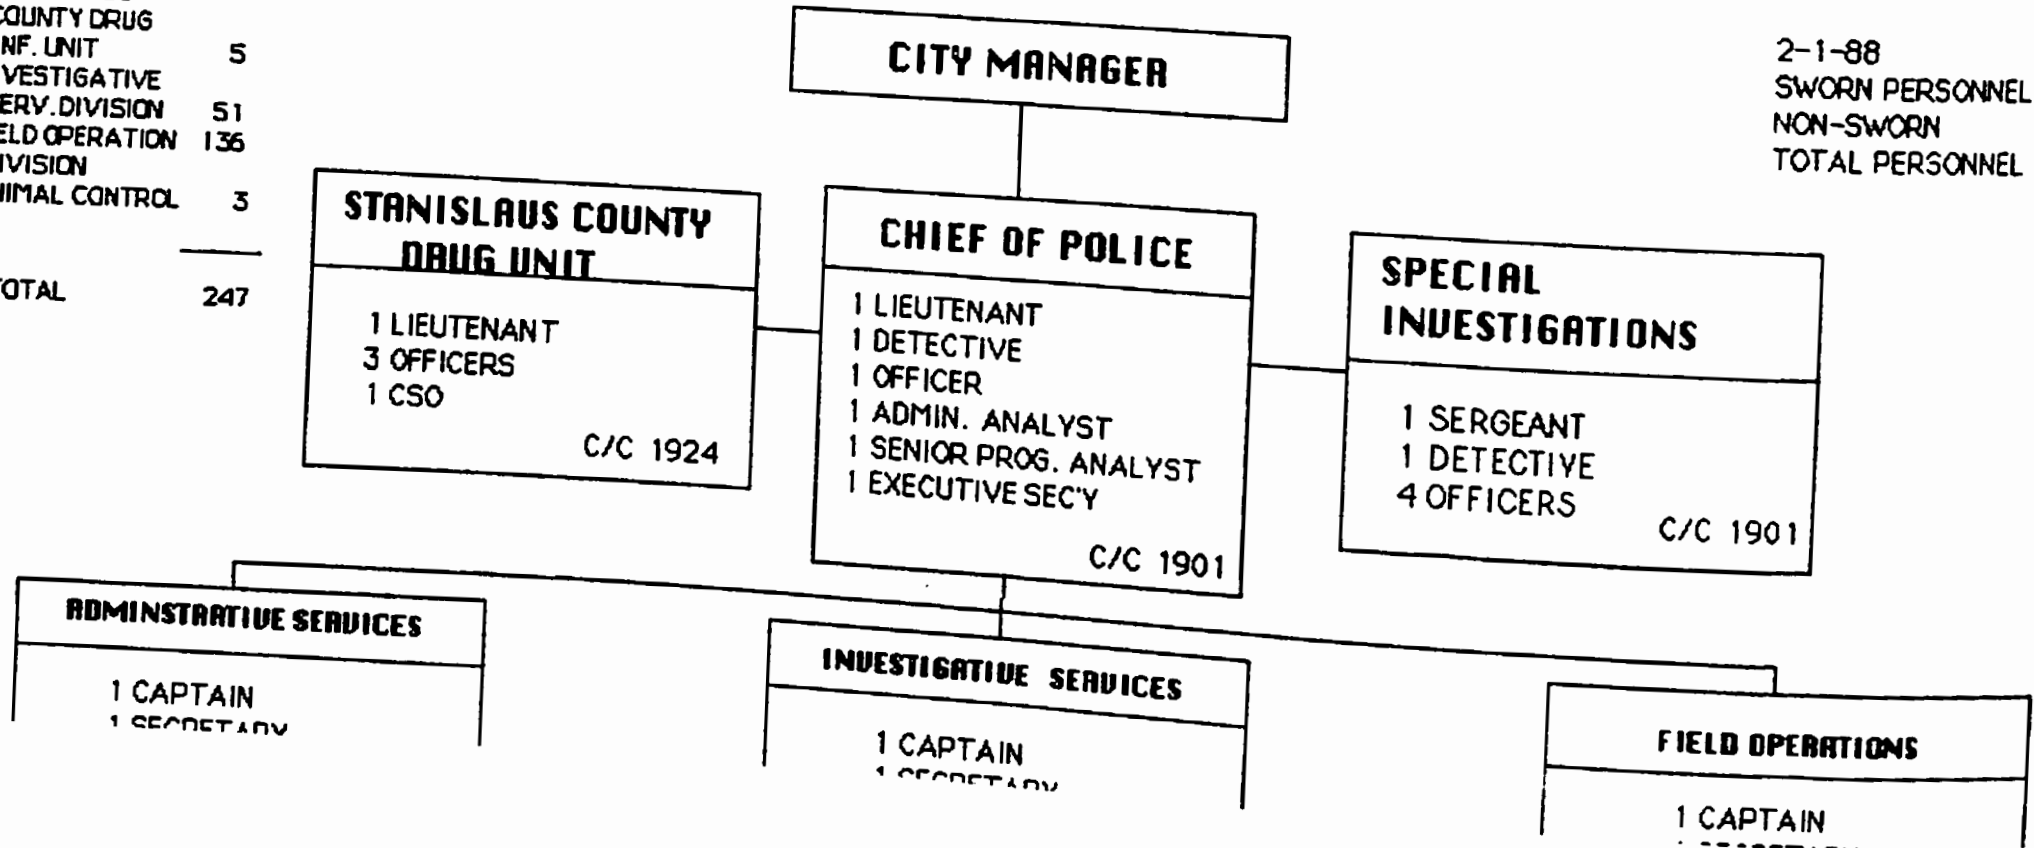 COUNTY DRUG
NF. UNIT 5
VESTIGATIVE
ERV. DIVISION 51
ELD OPERATION 136
IVISION
IMAL CONTROL 3
OTAL 247
CITY MANAGER
2-1-88
SWORN PERSONNEL
NON-SWORN
TOTAL PERSONNEL
STANISLAUS COUNTY
DRUG UNIT
1 LIEUTENANT
3 OFFICERS
1 CSO
C/C 1924
CHIEF OF POLICE
1 LIEUTENANT
1 DETECTIVE
1 OFFICER
1 ADMIN. ANALYST
1 SENIOR PROG. ANALYST
1 EXECUTIVE SEC'Y
C/C 1901
SPECIAL
INVESTIGATIONS
1 SERGEANT
1 DETECTIVE
4 OFFICERS
C/C 1901
ADMINSTRATIVE SERVICES
1 CAPTAIN
1 SECRETARY
INVESTIGATIVE SERVICES
1 CAPTAIN
1 SECRETARY
FIELD OPERATIONS
1 CAPTAIN